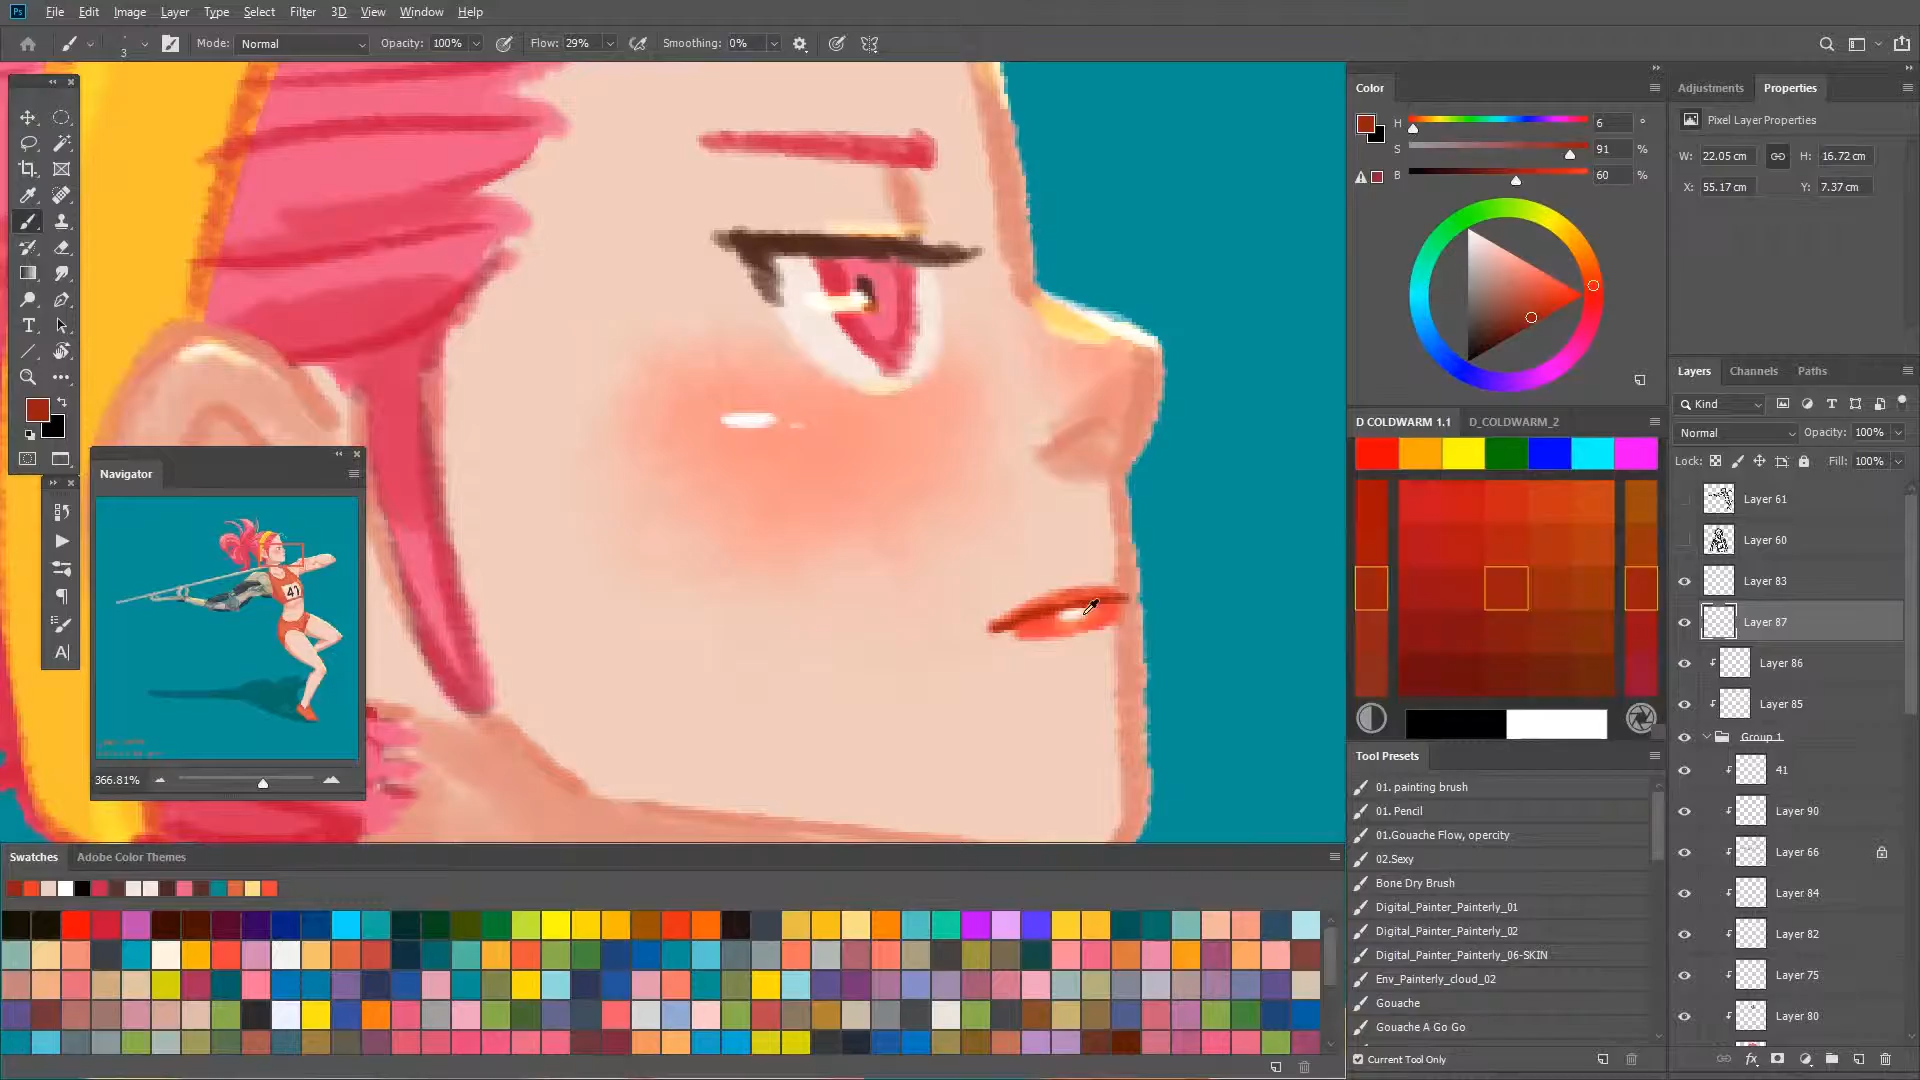 Ps File Edit Image Layer Type Select Filter 3D View Window Help
3 Mode: Normal Opacity: 100% Flow: 29% Smoothing: 0%
Color
H 6 °
S 91 %
B 60 %
Adjustments Properties
Pixel Layer Properties
W: 22.05 cm H: 16.72 cm
X: 55.17 cm Y: 7.37 cm
Navigator
41
366.81%
D COLDWARM 1.1 D_COLDWARM_2
Tool Presets
01. painting brush
01. Pencil
01.Gouache Flow, opercity
02.Sexy
Bone Dry Brush
Digital_Painter_Painterly_01
Digital_Painter_Painterly_02
Digital_Painter_Painterly_06-SKIN
Env_Painterly_cloud_02
Gouache
Gouache A Go Go
Current Tool Only
Layers Channels Paths
Kind
Normal Opacity: 100%
Lock: Fill: 100%
Layer 61
Layer 60
Layer 83
Layer 87
Layer 86
Layer 85
Group 1
41
Layer 90
Layer 66
Layer 84
Layer 82
Layer 75
Layer 80
fx
Swatches Adobe Color Themes